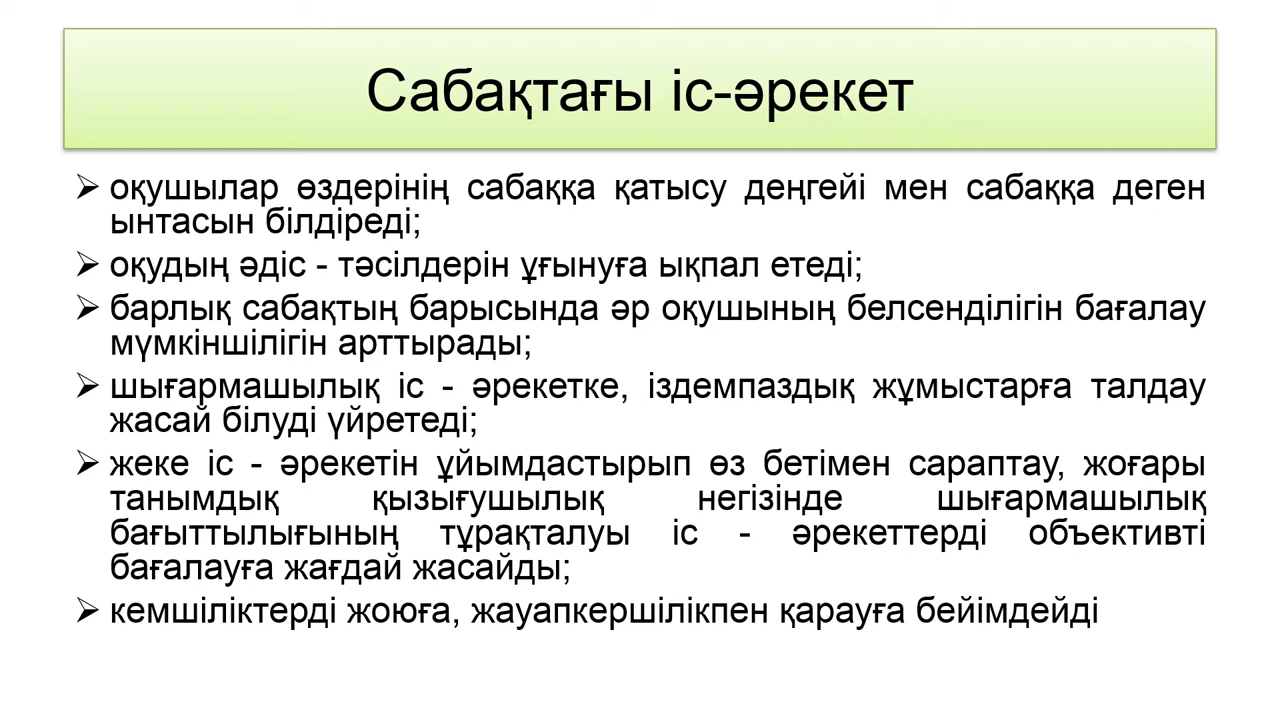 Сабақтағы іс-әрекет
оқушылар өздерінің сабаққа қатысу деңгейі мен сабаққа деген
ынтасын білдіреді;
оқудың әдіс - тәсілдерін ұғынуға ықпал етеді;
барлық сабақтың барысында әр оқушының белсенділігін бағалау
мүмкіншілігін арттырады;
шығармашылық іс - әрекетке, іздемпаздық жұмыстарға талдау
жасай білуді үйретеді;
жеке іс - әрекетін ұйымдастырып өз бетімен сараптау, жоғары
танымдық қызығушылық негізінде шығармашылық
бағыттылығының тұрақталуы іс - әрекеттерді объективті
бағалауға жағдай жасайды;
кемшіліктерді жоюға, жауапкершілікпен қарауға бейімдейді